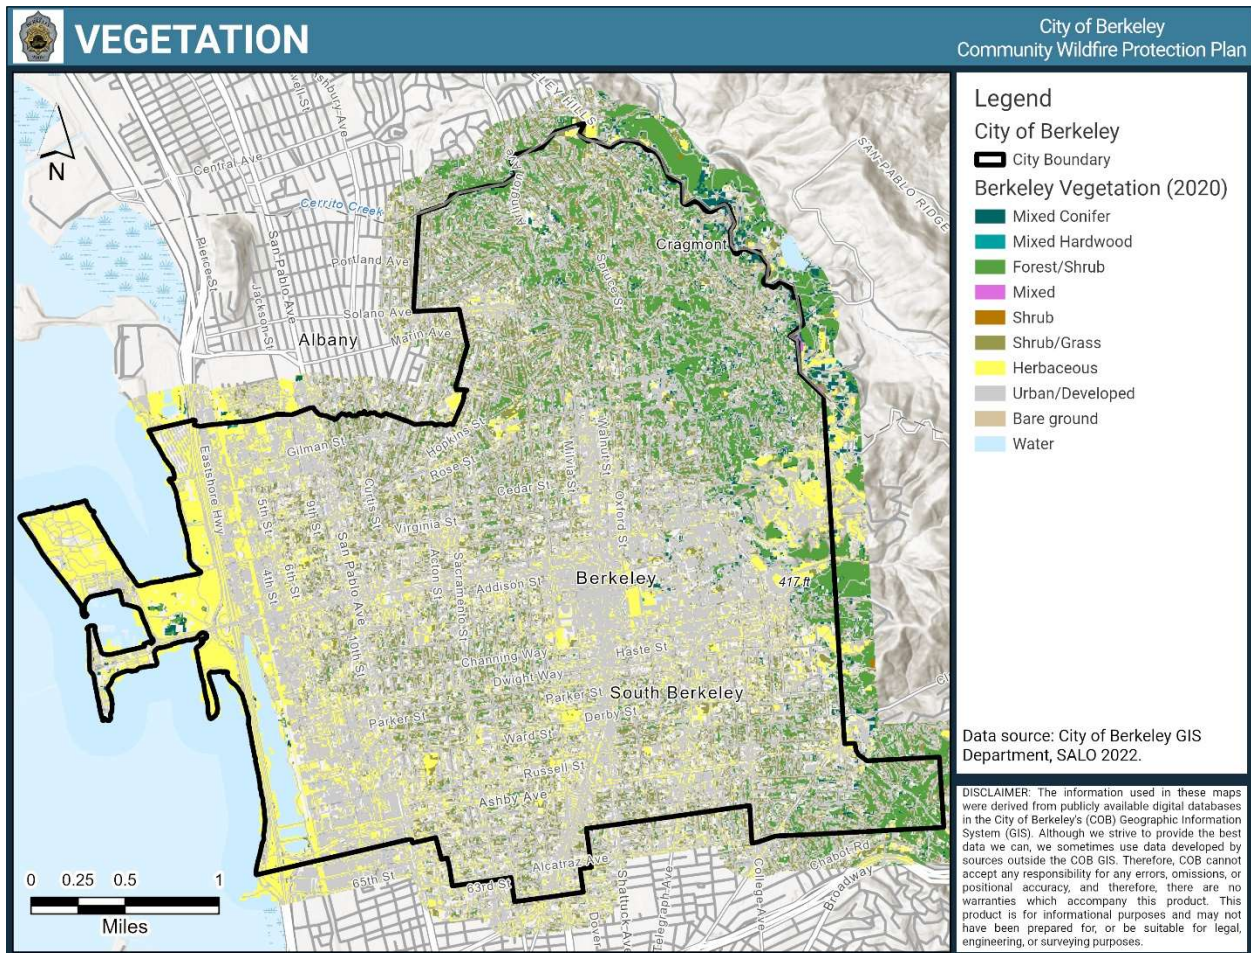 VEGETATION
City of Berkeley
Community Wildfire Protection Plan
N
Central Ave
Cerrito Creek
Pierce St
San Pablo Ave
Jackson St
Portland Ave
Solano Ave
Marin Ave
Albany
SAN PABLO RIDGE
Cragmont
Spruce St
Eastshore Hwy
Gilman St
Hopkins St
Rose St
Cedar St
Milvia St
Walnut St
Oxford St
5th St
9th St
Curtis St
Virginia St
San Pablo Ave
Acton St
Sacramento St
4th St
6th St
10th St
Addison St
Berkeley
417 ft
Channing Way
Haste St
Dwight Way
Parker St
South Berkeley
Derby St
Parker St
Ward St
Russell St
Ashby Ave
Alcatraz Ave
65th St
63rd St
Dover
Shattuck Ave
Telegraph Ave
College Ave
Chabot Rd
Broadway
0 0.25 0.5 1
Miles
Legend
City of Berkeley
City Boundary
Berkeley Vegetation (2020)
Mixed Conifer
Mixed Hardwood
Forest/Shrub
Mixed
Shrub
Shrub/Grass
Herbaceous
Urban/Developed
Bare ground
Water
Data source: City of Berkeley GIS
Department, SALO 2022.
DISCLAIMER: The information used in these maps
were derived from publicly available digital databases
in the City of Berkeley's (COB) Geographic Information
System (GIS). Although we strive to provide the best
data we can, we sometimes use data developed by
sources outside the COB GIS. Therefore, COB cannot
accept any responsibility for any errors, omissions, or
positional accuracy, and therefore, there are no
warranties which accompany this product. This
product is for informational purposes and may not
have been prepared for, or be suitable for legal,
engineering, or surveying purposes.